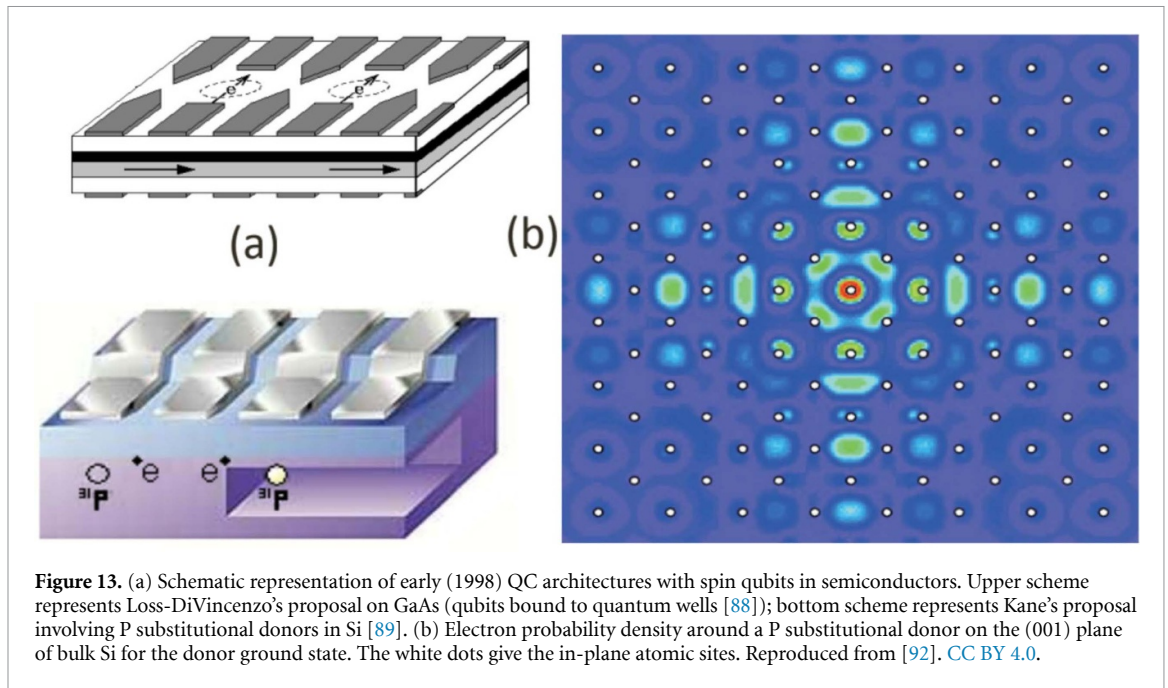 e
e
(a)
(b)
e
e
³¹P
³¹P
Figure 13. (a) Schematic representation of early (1998) QC architectures with spin qubits in semiconductors. Upper scheme
represents Loss-DiVincenzo's proposal on GaAs (qubits bound to quantum wells [88]); bottom scheme represents Kane's proposal
involving P substitutional donors in Si [89]. (b) Electron probability density around a P substitutional donor on the (001) plane
of bulk Si for the donor ground state. The white dots give the in-plane atomic sites. Reproduced from [92]. CC BY 4.0.